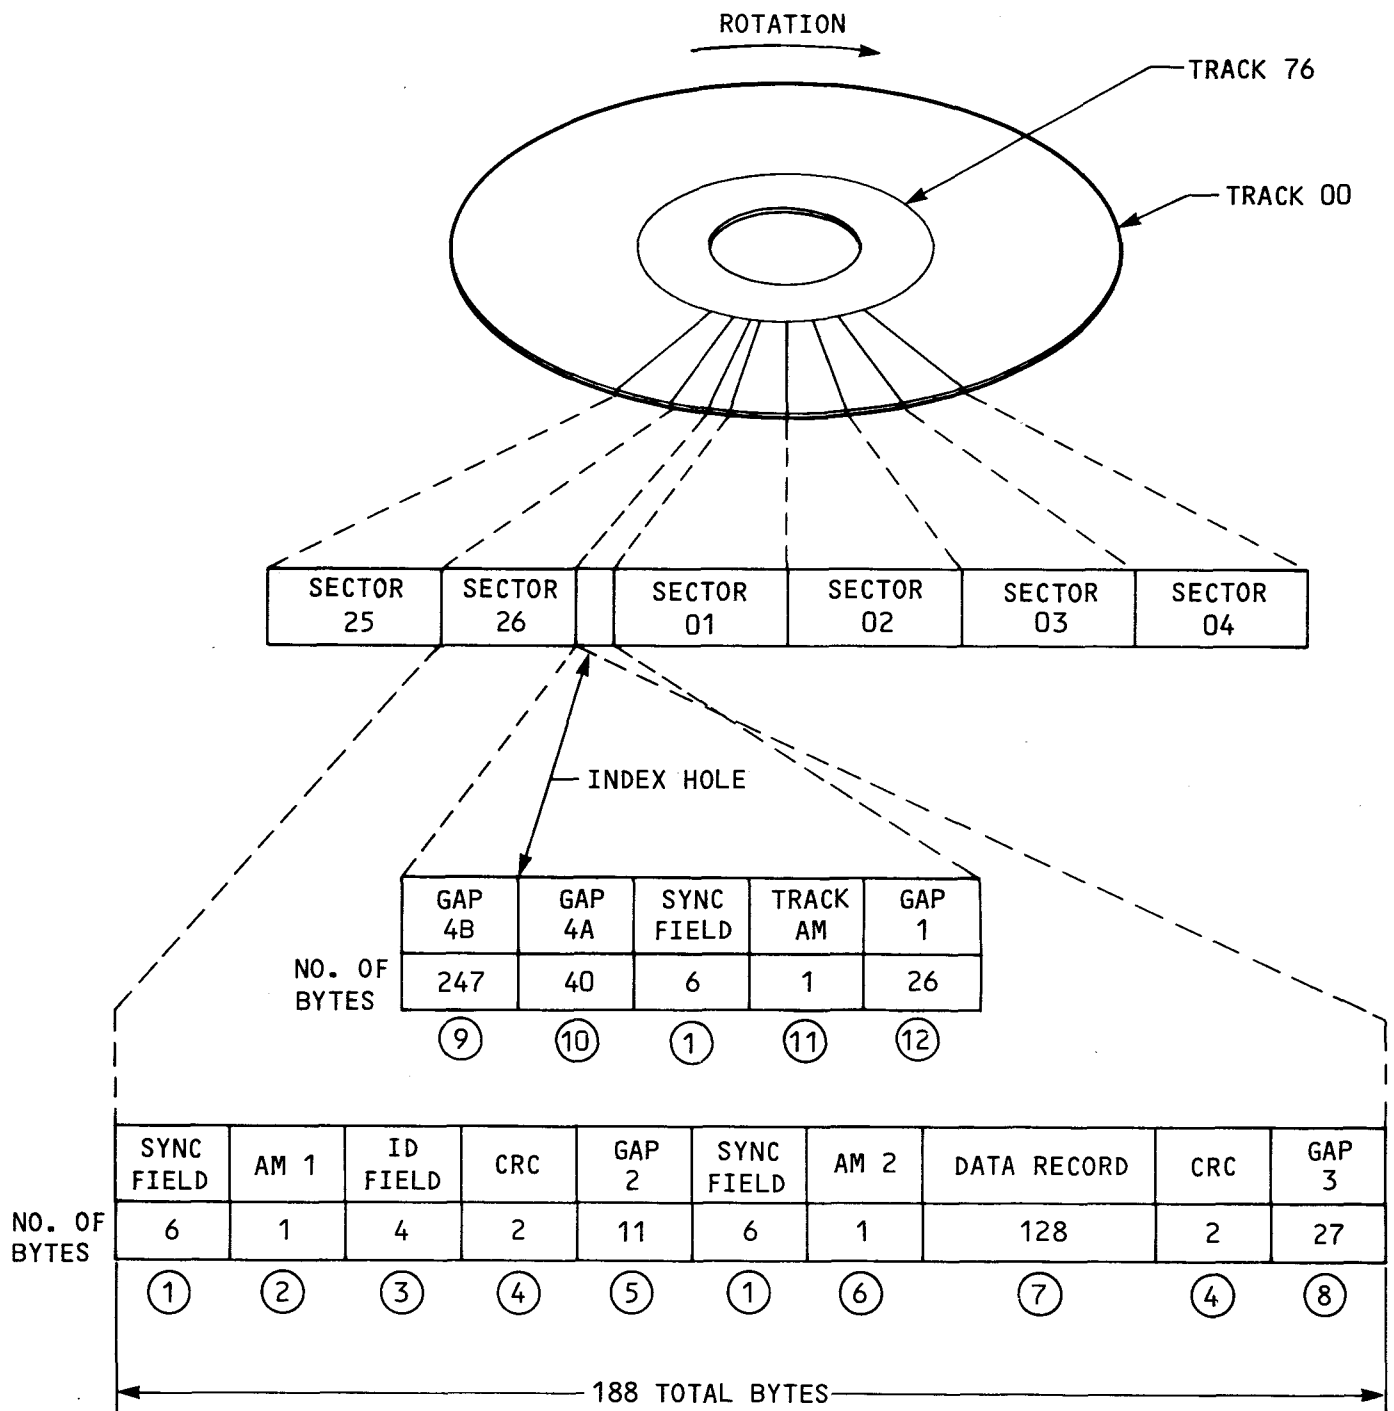 ROTATION
TRACK 76
TRACK 00
SECTOR 25
SECTOR 26
SECTOR 01
SECTOR 02
SECTOR 03
SECTOR 04
INDEX HOLE
GAP 4B
GAP 4A
SYNC FIELD
TRACK AM
GAP 1
NO. OF BYTES
247 40 6 1 26
9 10 1 11 12
SYNC FIELD
AM 1
ID FIELD
CRC
GAP 2
SYNC FIELD
AM 2
DATA RECORD
CRC
GAP 3
NO. OF BYTES
6 1 4 2 11 6 1 128 2 27
1 2 3 4 5 1 6 7 4 8
188 TOTAL BYTES